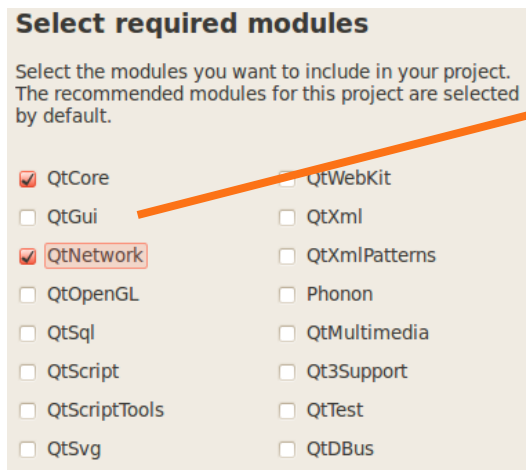 Select required modules
Select the modules you want to include in your project.
The recommended modules for this project are selected
by default.
QtCore
QtGui
QtNetwork
QtOpenGL
QtSql
QtScript
QtScriptTools
QtSvg
QtWebKit
QtXml
QtXmlPatterns
Phonon
QtMultimedia
Qt3Support
QtTest
QtDBus